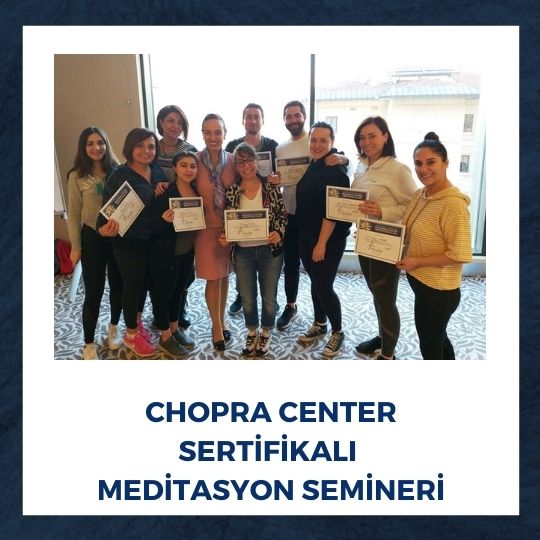 CHOPRA CENTER
SERTİFİKALI
MEDİTASYON SEMİNERİ